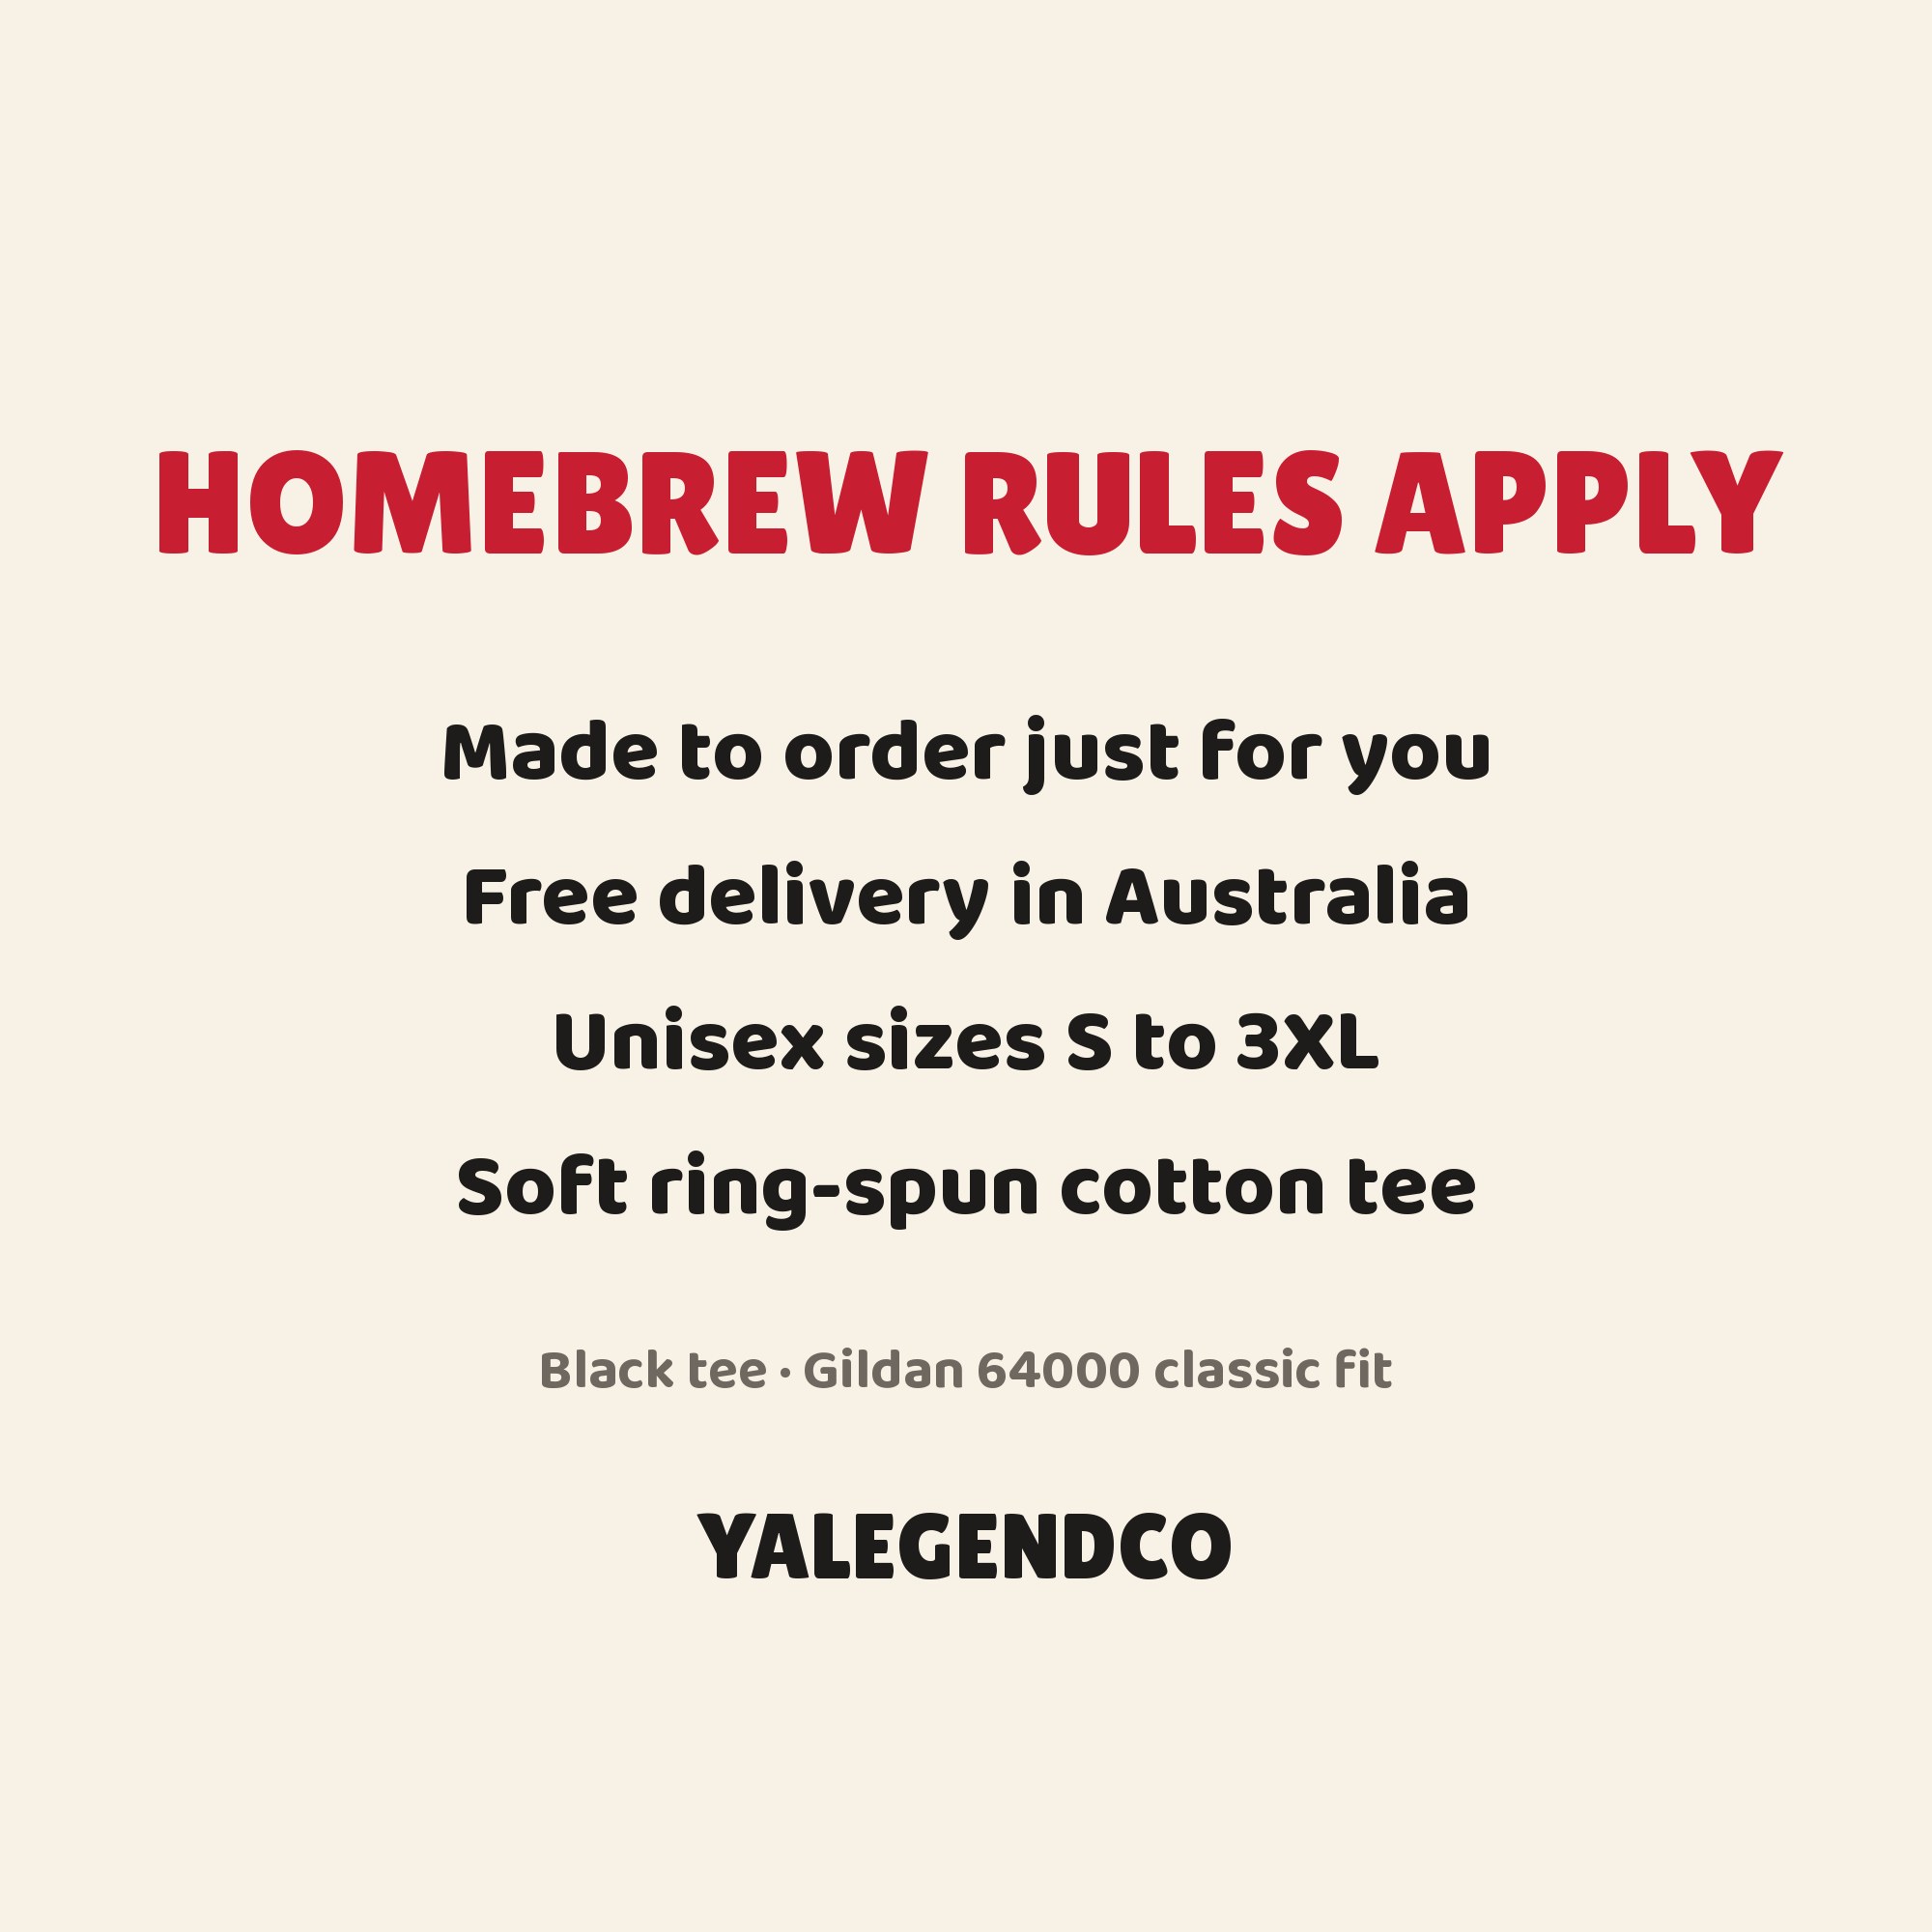 HOMEBREW RULES APPLY
Made to order just for you
Free delivery in Australia
Unisex sizes S to 3XL
Soft ring-spun cotton tee
Black tee • Gildan 64000 classic fit
YALEGENDCO